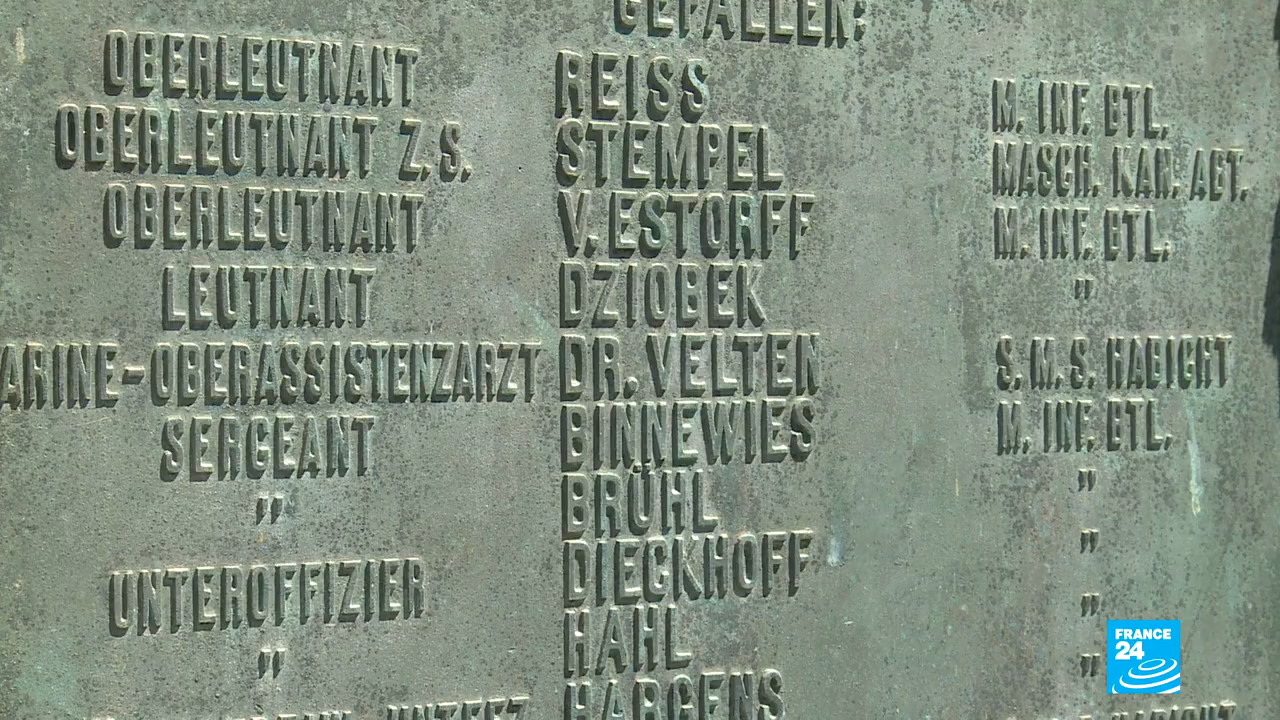 GEFALLEN:
OBERLEUTNANT REISS M. INF. BTL.
OBERLEUTNANT Z.S. STEMPEL MASCH. KAN. ABT.
OBERLEUTNANT V. ESTORFF M. INF. BTL.
LEUTNANT DZIOBEK "
ARINE-OBERASSISTENZARZT DR. VELTEN S.M.S. HABICHT
SERGEANT BINNEWIES M. INF. BTL.
" BRÜHL "
UNTEROFFIZIER DIECKHOFF "
" HAHL "
HARGENS "
FRANCE
24